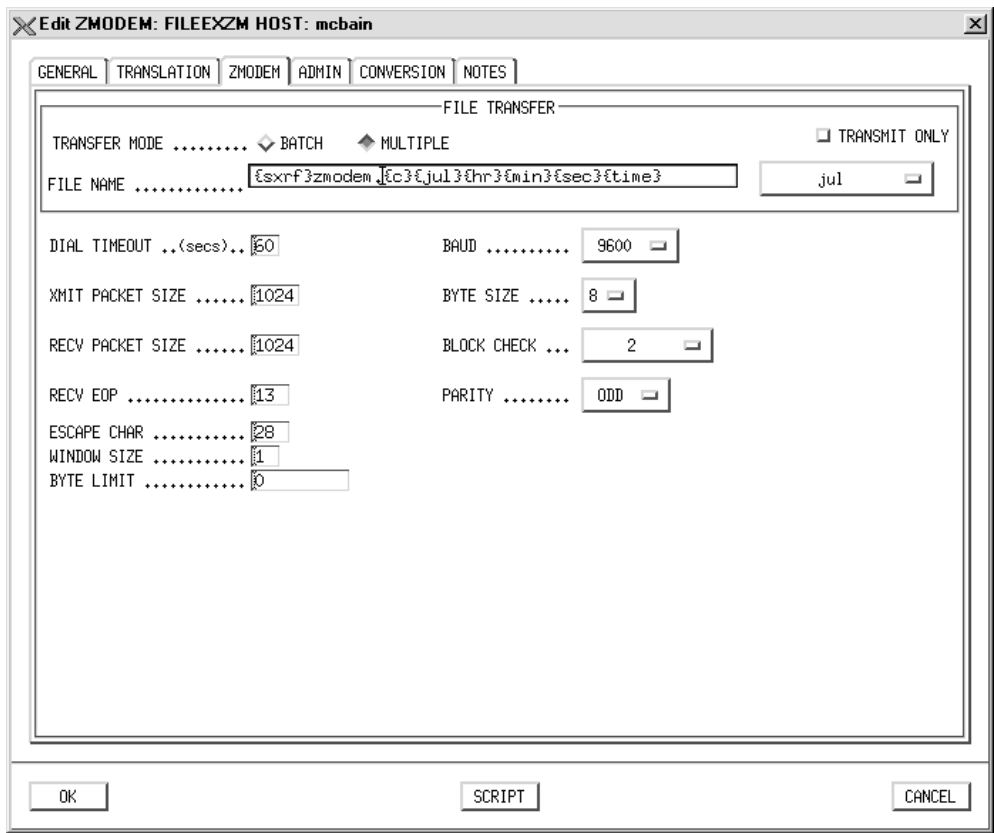 Edit ZMODEM: FILEEXZM HOST: mcbain
GENERAL TRANSLATION ZMODEM ADMIN CONVERSION NOTES
FILE TRANSFER
TRANSFER MODE ......... BATCH MULTIPLE TRANSMIT ONLY
FILE NAME ............. {sxrf}zmodem.{c}{jul}{hr}{min}{sec}{time} jul
DIAL TIMEOUT ..(secs).. 60 BAUD .......... 9600
XMIT PACKET SIZE ...... 1024 BYTE SIZE ..... 8
RECV PACKET SIZE ...... 1024 BLOCK CHECK ... 2
RECV EOP .............. 13 PARITY ........ ODD
ESCAPE CHAR ........... 28
WINDOW SIZE ........... 1
BYTE LIMIT ............ 0
OK SCRIPT CANCEL